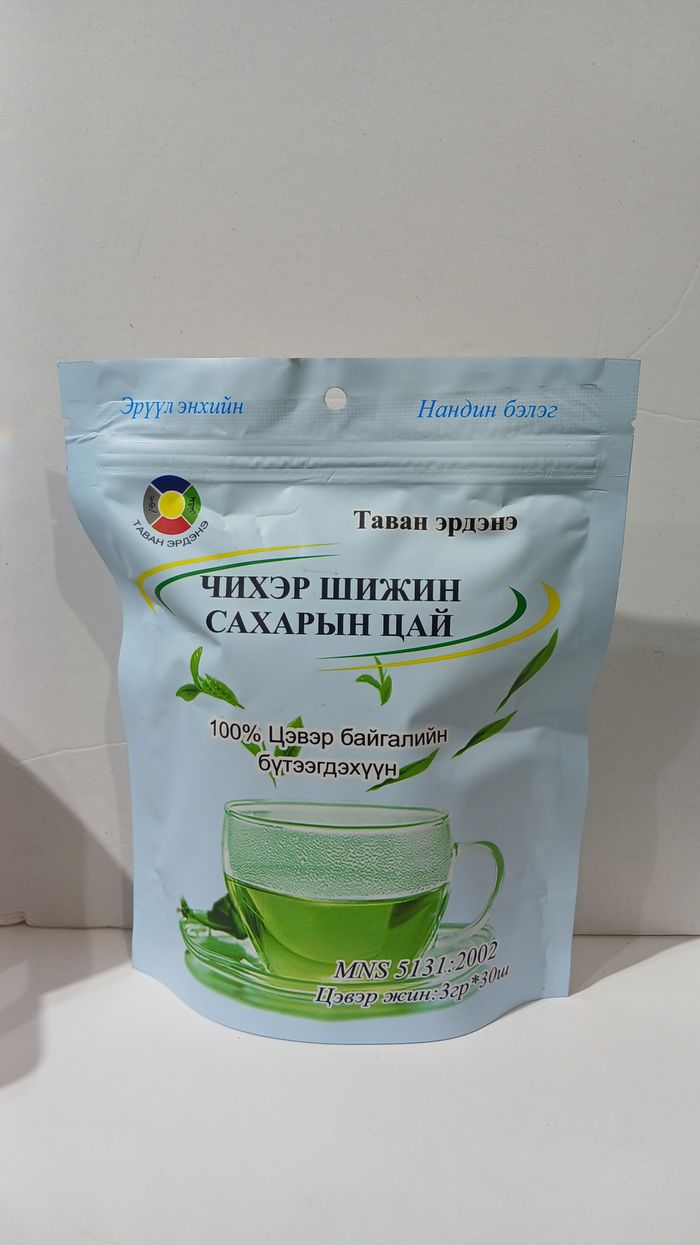 Эрүүл энхийн
Нандин бэлэг
ТАВАН ЭРДЭНЭ
Таван эрдэнэ
ЧИХЭР ШИЖИН
САХАРЫН ЦАЙ
100% Цэвэр байгалийн
бүтээгдэхүүн
MNS 5131:2002
Цэвэр жин:3гр*30ш